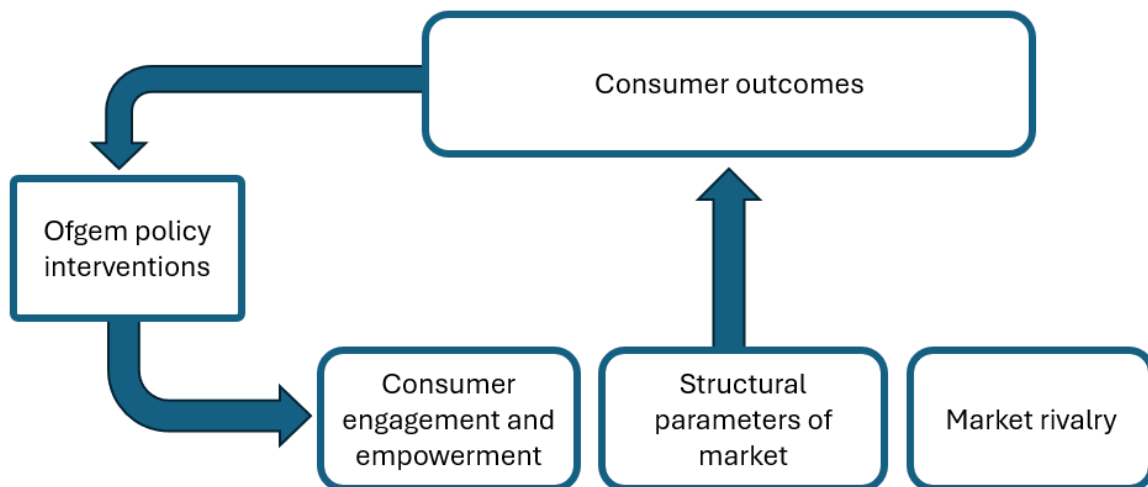 Consumer outcomes
Ofgem policy
interventions
Consumer
engagement and
empowerment
Structural
parameters of
market
Market rivalry